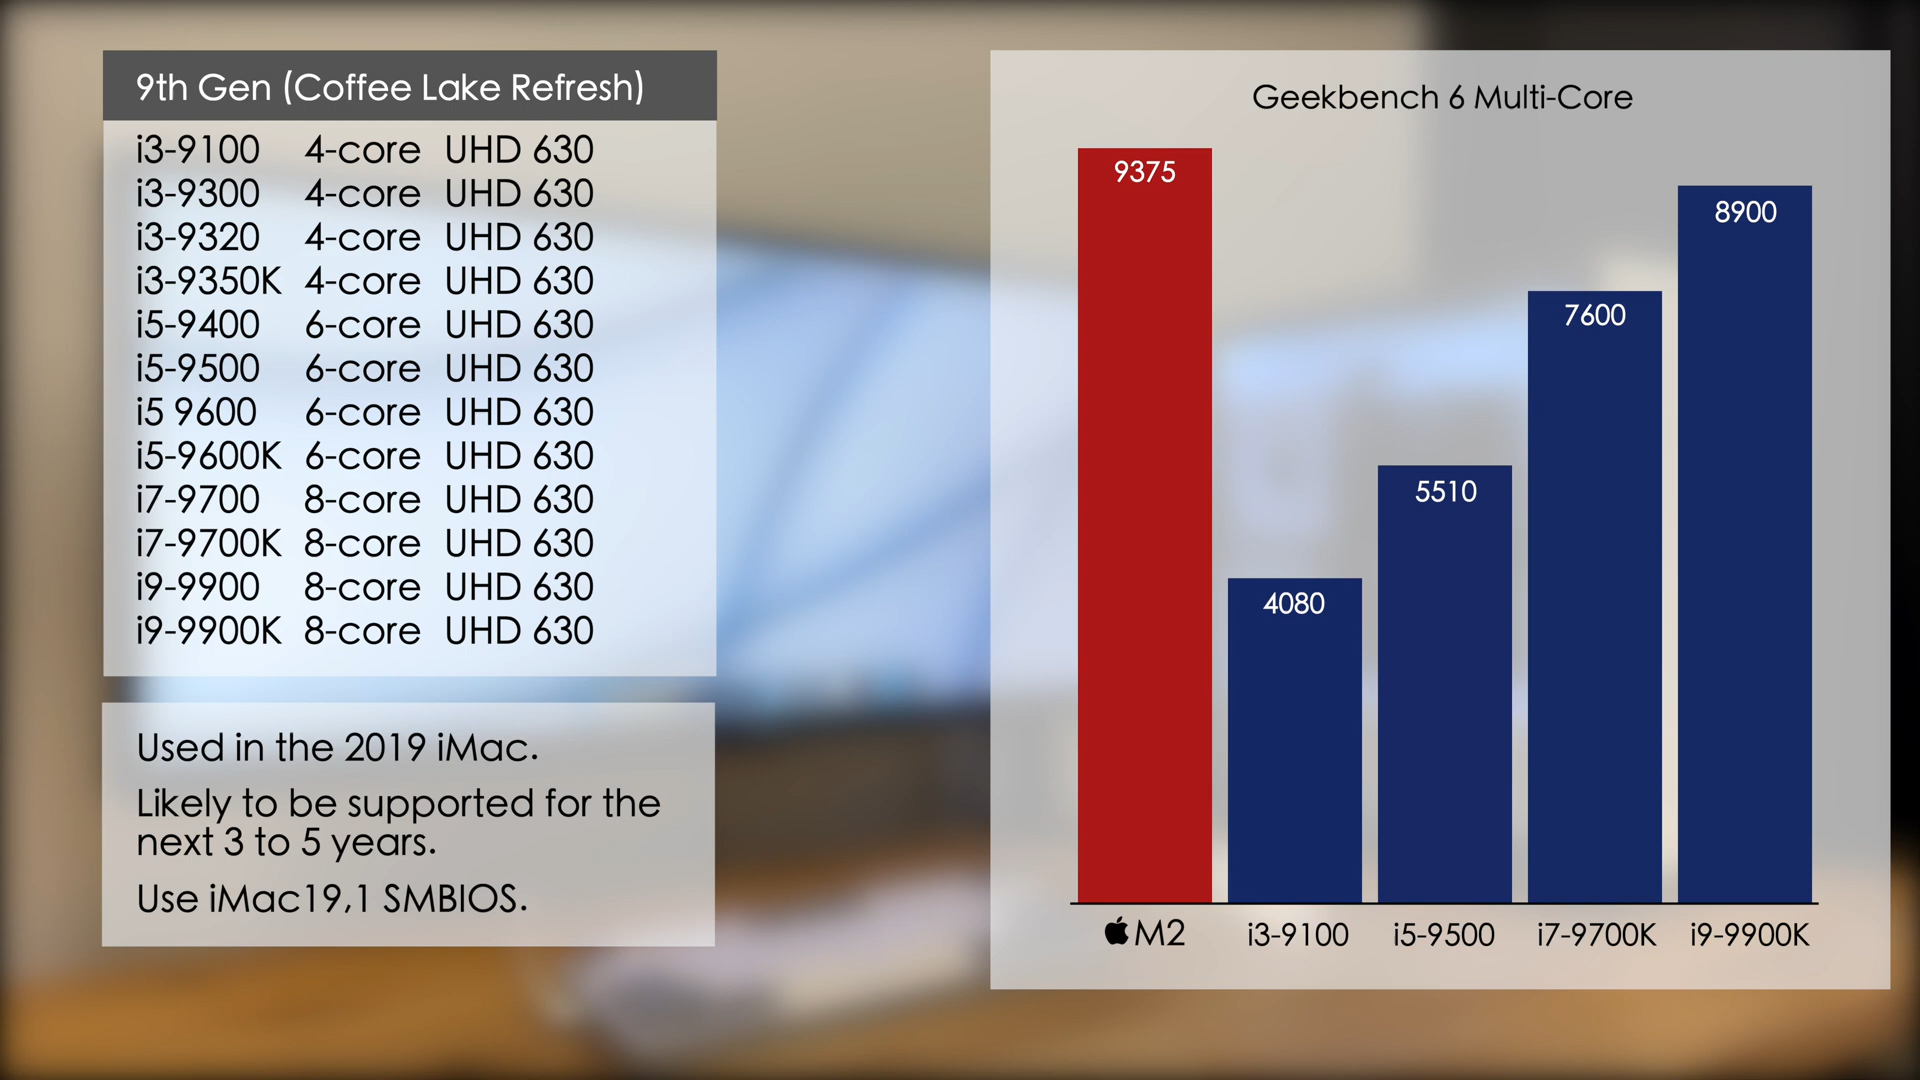 9th Gen (Coffee Lake Refresh)
i3-9100 4-core UHD 630
i3-9300 4-core UHD 630
i3-9320 4-core UHD 630
i3-9350K 4-core UHD 630
i5-9400 6-core UHD 630
i5-9500 6-core UHD 630
i5 9600 6-core UHD 630
i5-9600K 6-core UHD 630
i7-9700 8-core UHD 630
i7-9700K 8-core UHD 630
i9-9900 8-core UHD 630
i9-9900K 8-core UHD 630
Used in the 2019 iMac.
Likely to be supported for the
next 3 to 5 years.
Use iMac19,1 SMBIOS.
Geekbench 6 Multi-Core
9375
4080
5510
7600
8900
M2
i3-9100
i5-9500
i7-9700K
i9-9900K